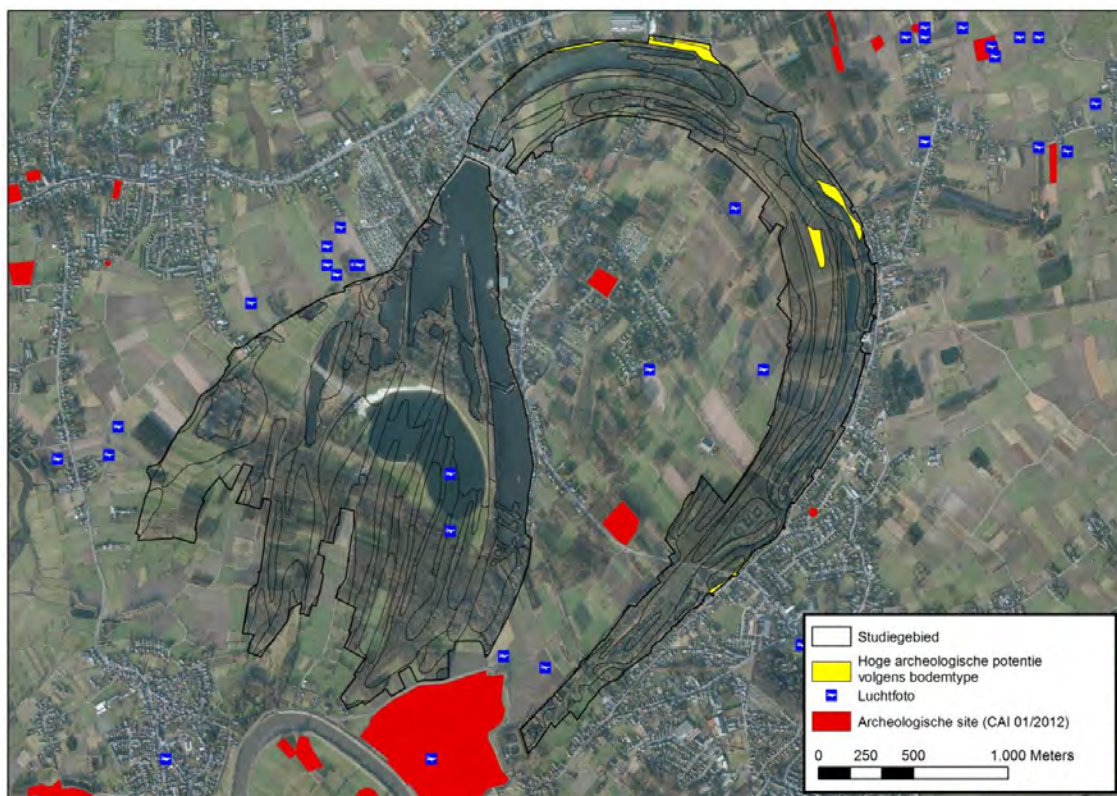 Studiegebied
Hoge archeologische potentie
volgens bodemtype
Luchtfoto
Archeologische site (CAI 01/2012)
0 250 500 1.000 Meters